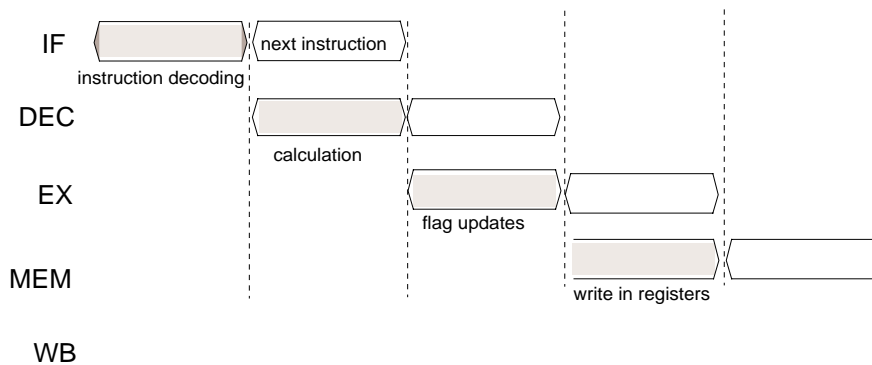 IF
next instruction
instruction decoding
DEC
calculation
EX
flag updates
MEM
write in registers
WB